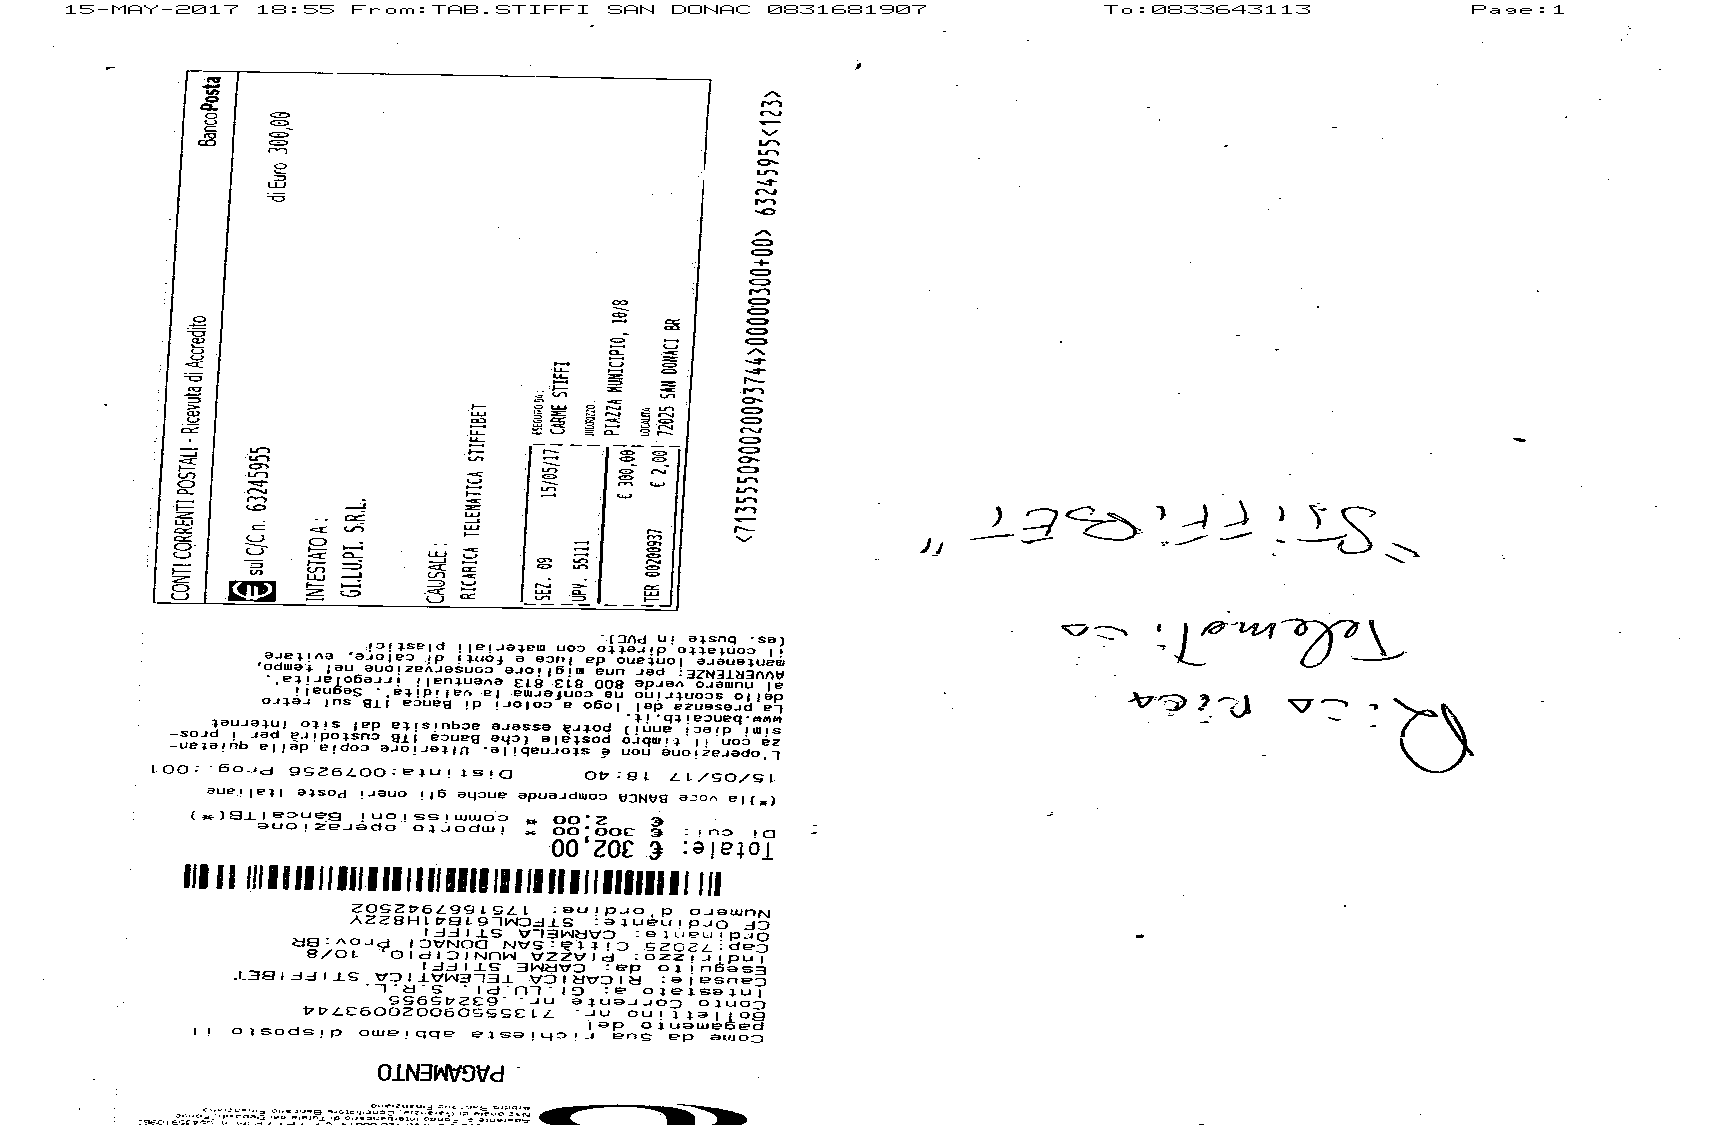 15-MAY-2017 18:55 From:TAB.STIFFI SAN DONAC 0831681907 To:0833643113 Page:1
CONTI CORRENTI POSTALI - Ricevuta di Accredito BancoPosta
€ sul C/C n. 63245955 di Euro 300,00
INTESTATO A:
GI.LU.PI. S.R.L.
CAUSALE:
RICARICA TELEMATICA STIFFIBET
ESEGUITO DA:
SEZ. 09 15/05/17 CARME STIFFI
UPV. 55111 INDIRIZZO:
€ 300,00 PIAZZA MUNICIPIO, 10/8
LOCALITA:
TER 00200937 € 2,00 72025 SAN DONACI BR
<713555090020093744>00000300+00> 63245955<123>
PAGAMENTO
Come da Sua richiesta abbiamo disposto il
pagamento del
Bollettino nr. 713555090020093744
Conto Corrente nr. 63245955
Intestato a: GI.LU.PI. S.R.L.
Causale: RICARICA TELEMATICA STIFFIBET
Eseguito da: CARME STIFFI
Indirizzo: PIAZZA MUNICIPIO, 10/8
Cap:72025 Città:SAN DONACI Prov:BR
Ordinante: CARMELA STIFFI
CF Ordinante: STFCML61B41H822Y
Numero d'ordine: 1751667942502
Totale: € 302,00
Di cui: € 300,00 * importo operazione
€ 2,00 * commissioni BancaITB(*)
(*)la voce BANCA comprende anche gli oneri Poste Italiane
15/05/17 18:40 Distinta:0079256 Prog.:001
L'operazione non é stornabile. Ulteriore copia della quietan-
za con il timbro postale (che Banca ITB custodirà per i pros-
simi dieci anni) potrà essere acquisita dal sito internet
www.bancaitb.it.
La presenza del logo a colori di Banca ITB sul retro
dello scontrino ne conferma la validita'. Segnali
al numero verde 800 813 813 eventuali irregolarita'.
AVVERTENZE: per una migliore conservazione nel tempo,
mantenere lontano da luce e fonti di calore, evitare
il contatto diretto con materiali plastici
(es. buste in PVC).
Ricarica
Telematica
"STiFFiBET"